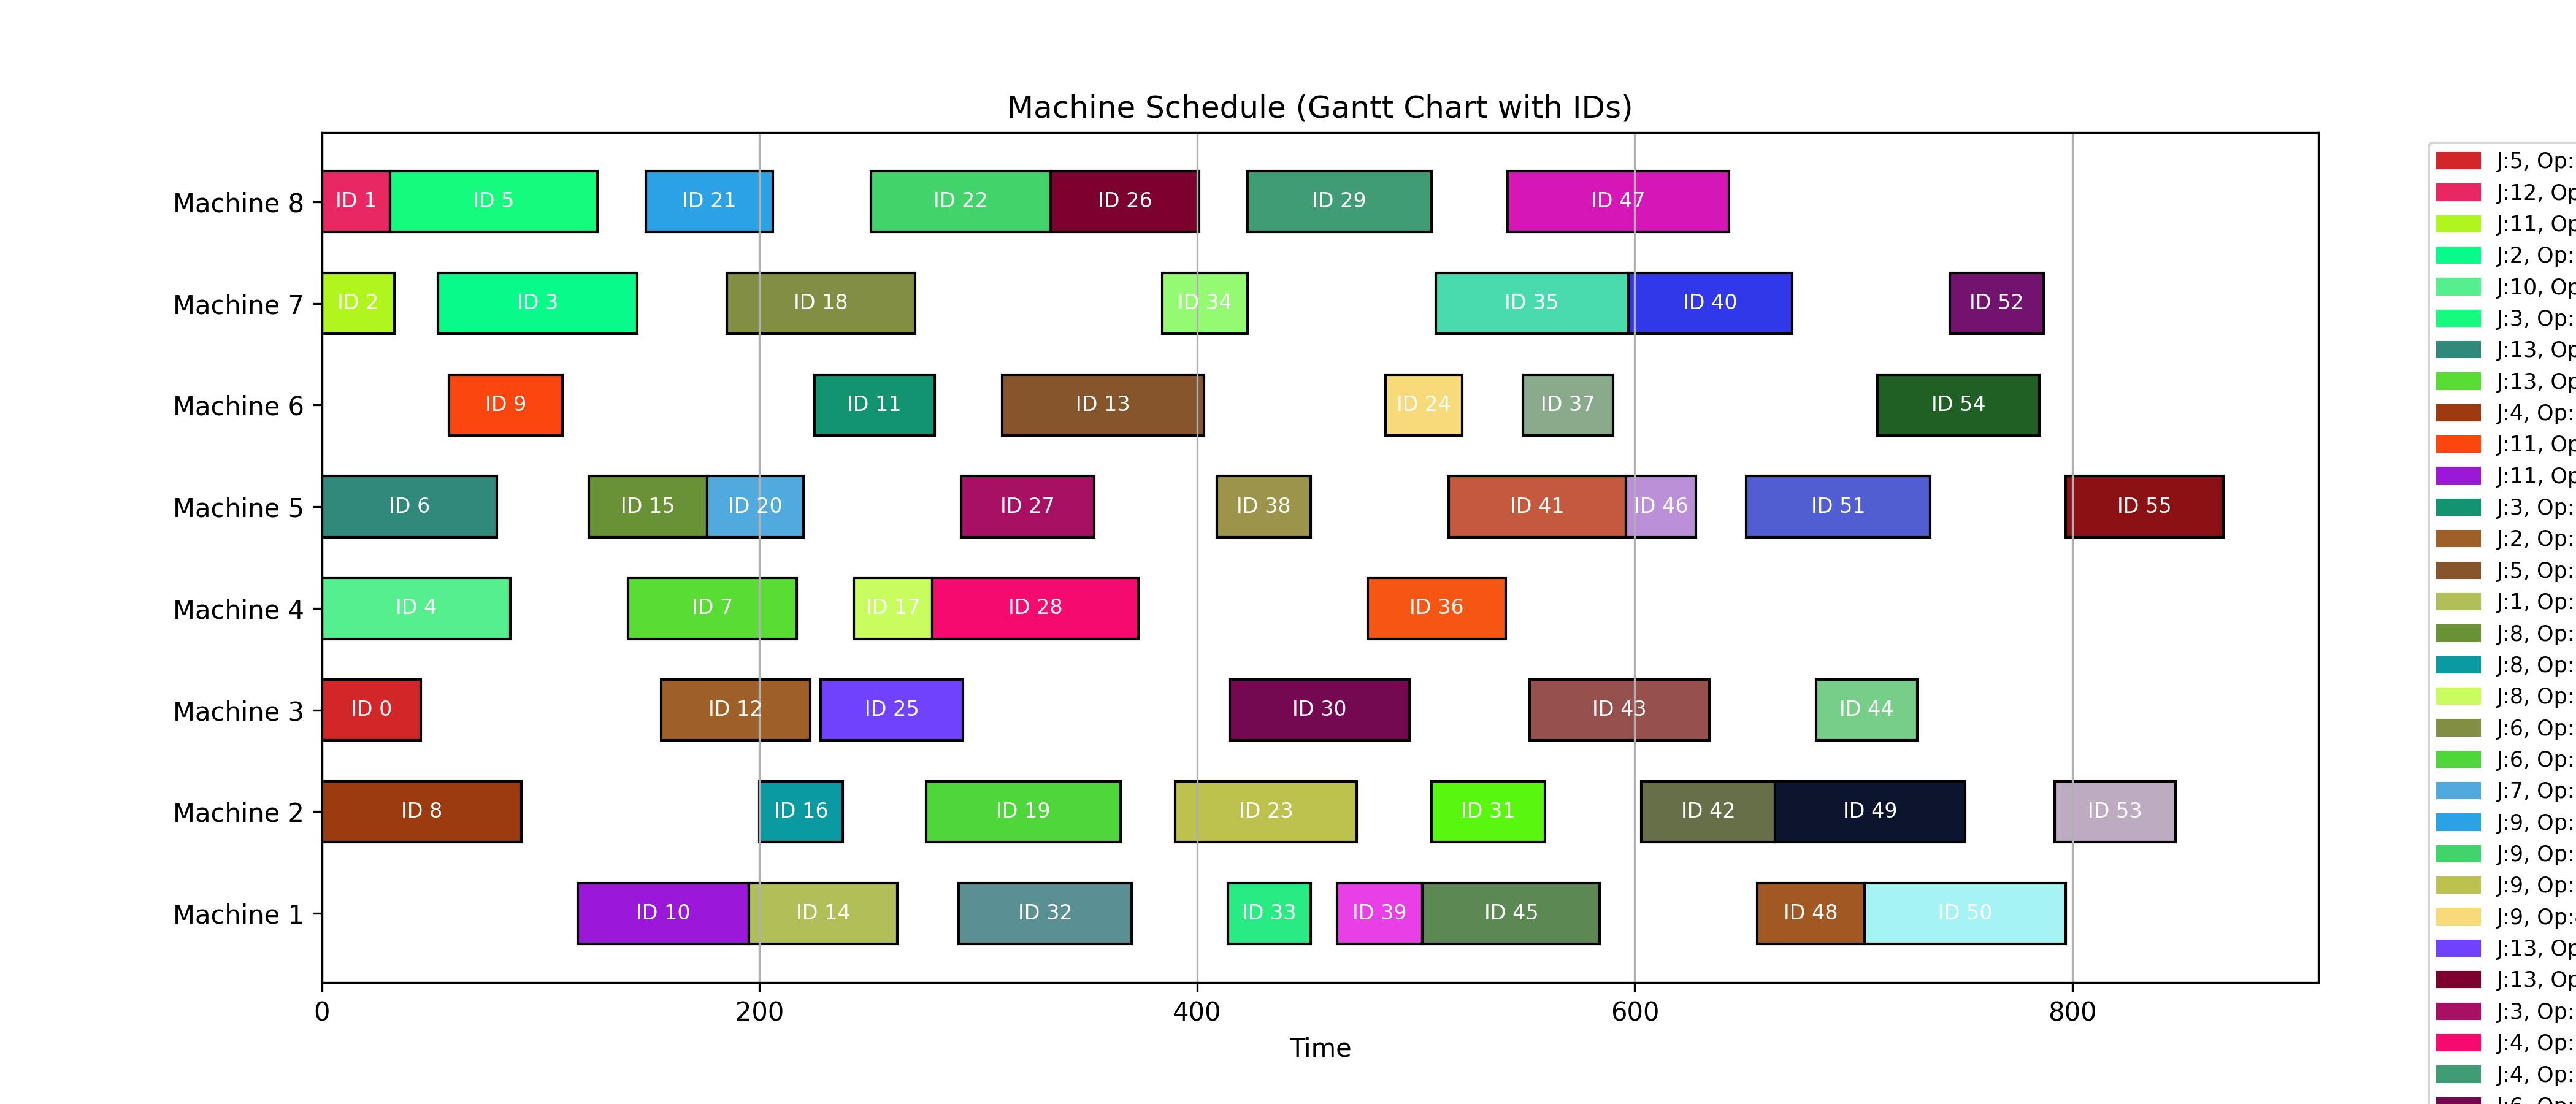 Machine Schedule (Gantt Chart with IDs)
Machine 8 ID 1 ID 5 ID 21 ID 22 ID 26 ID 29 ID 47
Machine 7 ID 2 ID 3 ID 18 ID 34 ID 35 ID 40 ID 52
Machine 6 ID 9 ID 11 ID 13 ID 24 ID 37 ID 54
Machine 5 ID 6 ID 15 ID 20 ID 27 ID 38 ID 41 ID 46 ID 51 ID 55
Machine 4 ID 4 ID 7 ID 17 ID 28 ID 36
Machine 3 ID 0 ID 12 ID 25 ID 30 ID 43 ID 44
Machine 2 ID 8 ID 16 ID 19 ID 23 ID 31 ID 42 ID 49 ID 53
Machine 1 ID 10 ID 14 ID 32 ID 33 ID 39 ID 45 ID 48 ID 50
0 200 400 600 800
Time
J:5, Op:
J:12, Op
J:11, Op
J:2, Op:
J:10, Op
J:3, Op:
J:13, Op
J:13, Op
J:4, Op:
J:11, Op
J:11, Op
J:3, Op:
J:2, Op:
J:5, Op:
J:1, Op:
J:8, Op:
J:8, Op:
J:8, Op:
J:6, Op:
J:6, Op:
J:7, Op:
J:9, Op:
J:9, Op:
J:9, Op:
J:9, Op:
J:13, Op
J:13, Op
J:3, Op:
J:4, Op:
J:4, Op: